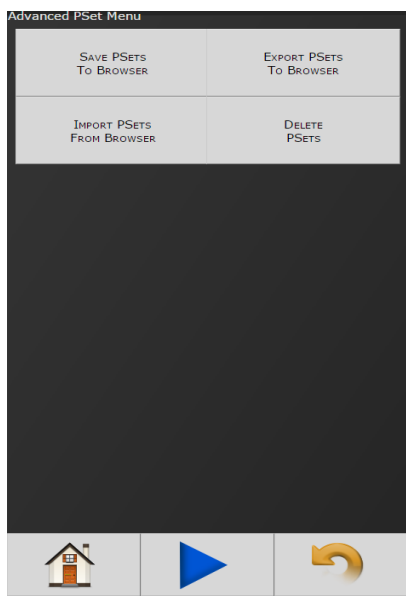 Advanced PSet Menu
Save PSets
To Browser
Export PSets
To Browser
Import PSets
From Browser
Delete
PSets